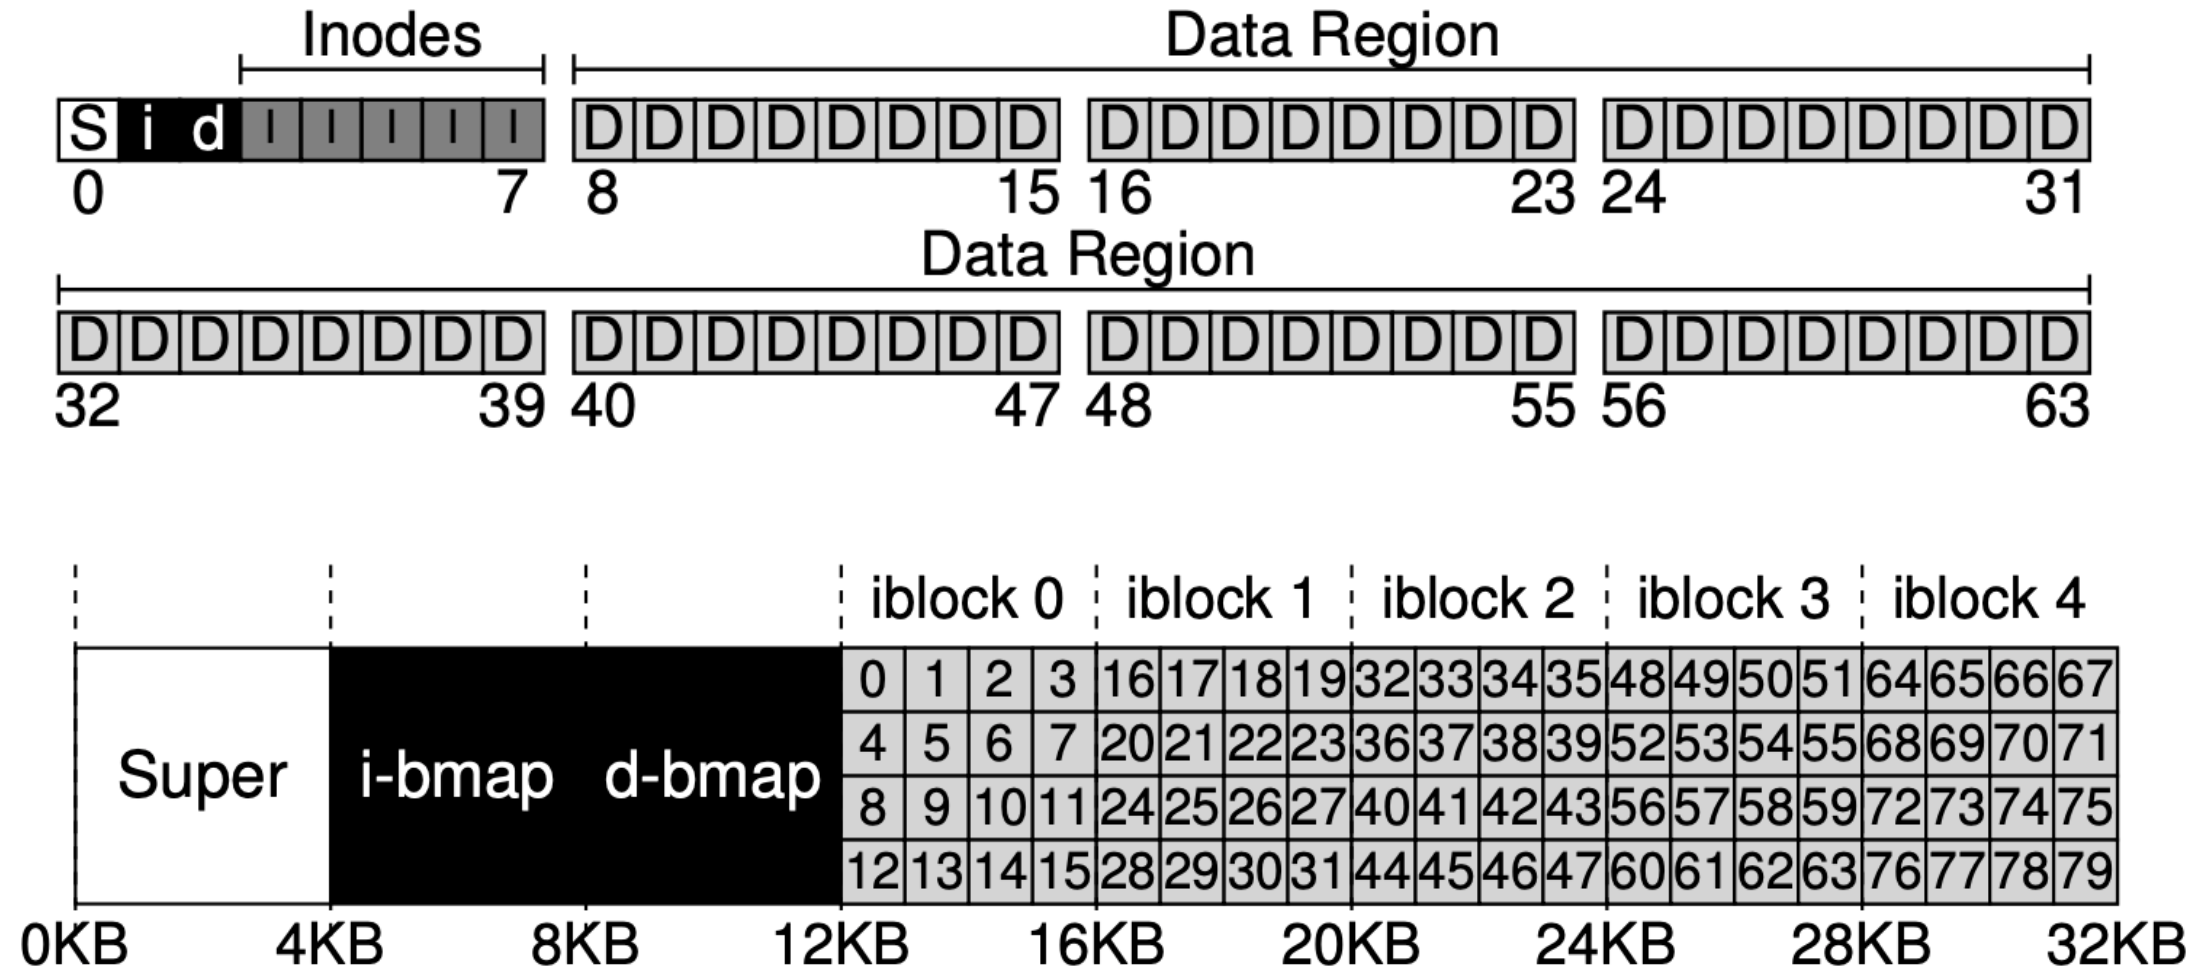 Inodes Data Region
S i d I I I I I D D D D D D D D D D D D D D D D D D D D D D D D
0 7 8 15 16 23 24 31
Data Region
D D D D D D D D D D D D D D D D D D D D D D D D D D D D D D D D
32 39 40 47 48 55 56 63
iblock 0 iblock 1 iblock 2 iblock 3 iblock 4
0 1 2 3 16 17 18 19 32 33 34 35 48 49 50 51 64 65 66 67
4 5 6 7 20 21 22 23 36 37 38 39 52 53 54 55 68 69 70 71
Super i-bmap d-bmap
8 9 10 11 24 25 26 27 40 41 42 43 56 57 58 59 72 73 74 75
12 13 14 15 28 29 30 31 44 45 46 47 60 61 62 63 76 77 78 79
0KB 4KB 8KB 12KB 16KB 20KB 24KB 28KB 32KB